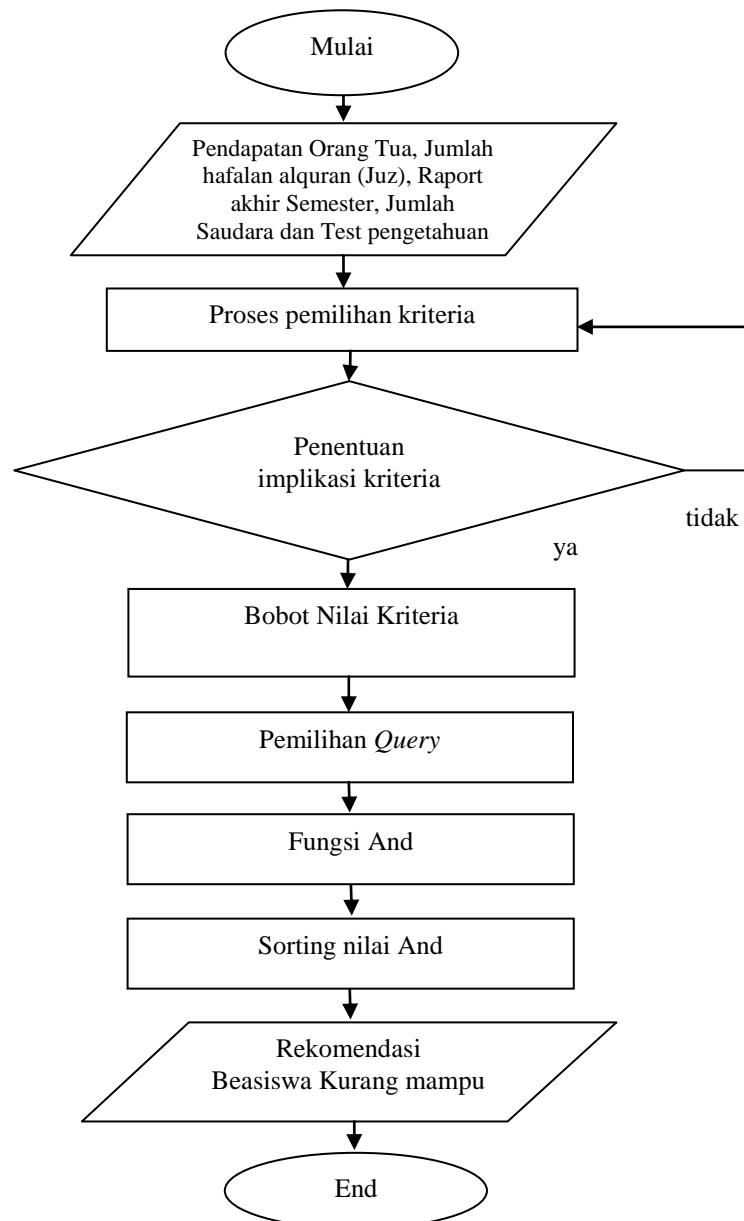 Mulai
Pendapatan Orang Tua, Jumlah
hafalan alquran (Juz), Raport
akhir Semester, Jumlah
Saudara dan Test pengetahuan
Proses pemilihan kriteria
Penentuan
implikasi kriteria
tidak
ya
Bobot Nilai Kriteria
Pemilihan Query
Fungsi And
Sorting nilai And
Rekomendasi
Beasiswa Kurang mampu
End